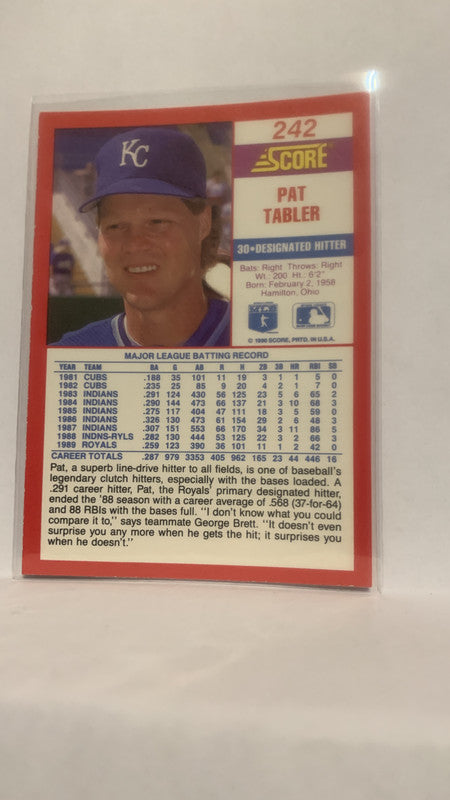 242
SCORE
PAT
TABLER
30•DESIGNATED HITTER
Bats: Right Throws: Right
Wt.: 200 Ht.: 6'2"
Born: February 2, 1958
Hamilton, Ohio
© 1990 SCORE, PRTD. IN U.S.A.
KC
MAJOR LEAGUE BATTING RECORD
YEAR TEAM BA G AB R H 2B 3B HR RBI SB
1981 CUBS .188 35 101 11 19 3 1 1 5 0
1982 CUBS .235 25 85 9 20 4 2 1 7 0
1983 INDIANS .291 124 430 56 125 23 5 6 65 2
1984 INDIANS .290 144 473 66 137 21 3 10 68 3
1985 INDIANS .275 117 404 47 111 18 3 5 59 0
1986 INDIANS .326 130 473 61 154 29 2 6 48 3
1987 INDIANS .307 151 553 66 170 34 3 11 86 5
1988 INDNS-RYLS .282 130 444 53 125 22 3 2 66 3
1989 ROYALS .259 123 390 36 101 11 1 2 42 0
CAREER TOTALS .287 979 3353 405 962 165 23 44 446 16
Pat, a superb line-drive hitter to all fields, is one of baseball's
legendary clutch hitters, especially with the bases loaded. A
.291 career hitter, Pat, the Royals' primary designated hitter,
ended the '88 season with a career average of .568 (37-for-64)
and 88 RBIs with the bases full. "I don't know what you could
compare it to," says teammate George Brett. "It doesn't even
surprise you any more when he gets the hit; it surprises you
when he doesn't."